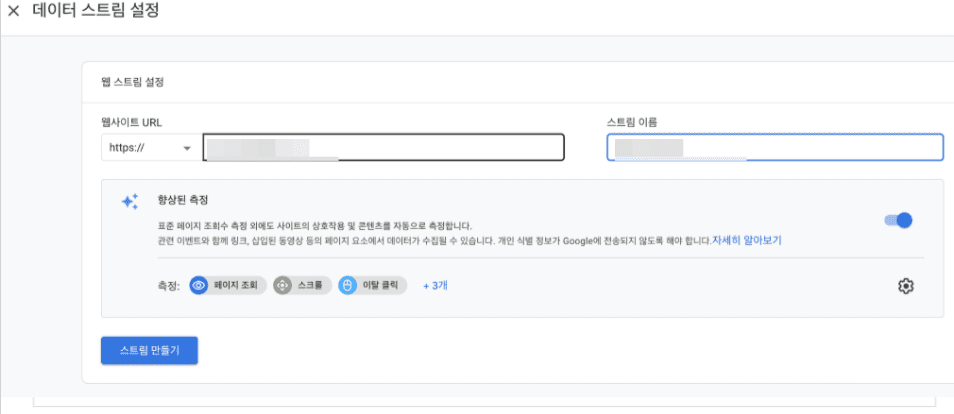 데이터 스트림 설정
웹 스트림 설정
웹사이트 URL
스트림 이름
https://
향상된 측정
표준 페이지 조회수 측정 외에도 사이트의 상호작용 및 콘텐츠를 자동으로 측정합니다.
관련 이벤트와 함께 링크, 삽입된 동영상 등의 페이지 요소에서 데이터가 수집될 수 있습니다. 개인 식별 정보가 Google에 전송되지 않도록 해야 합니다.자세히 알아보기
측정: 페이지 조회 스크롤 이탈 클릭 + 3개
스트림 만들기